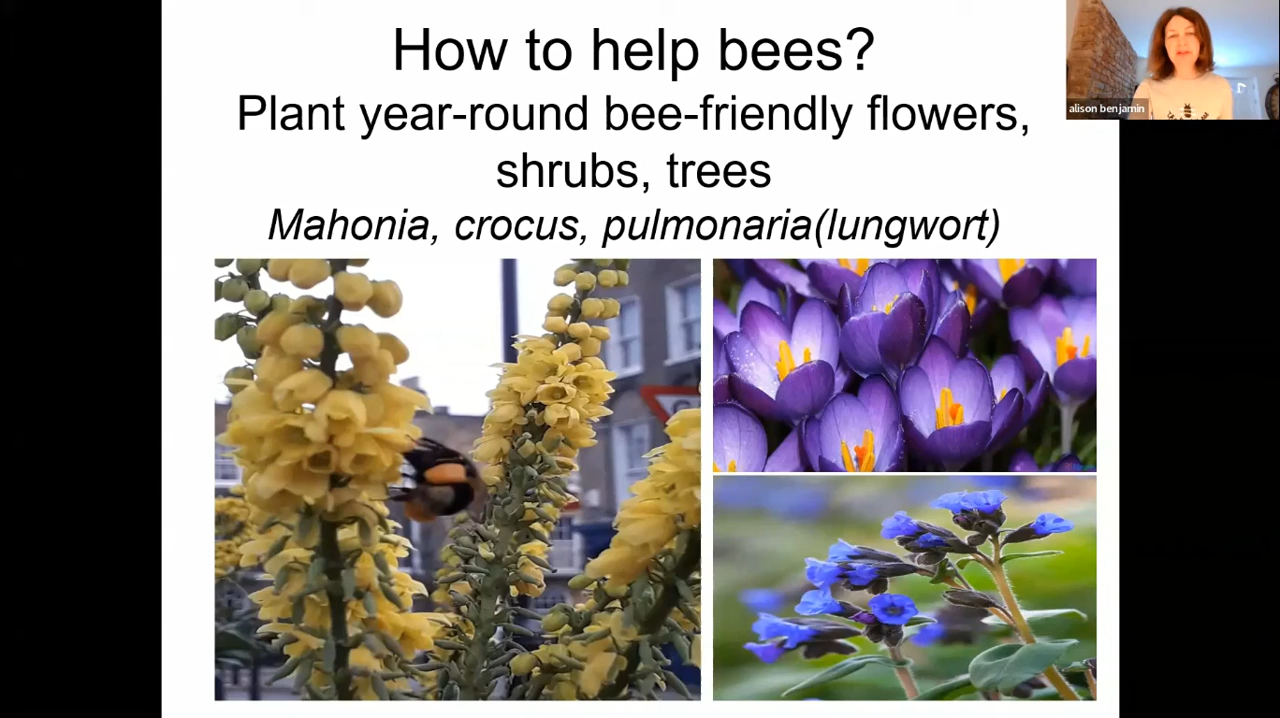 How to help bees?
Plant year-round bee-friendly flowers,
shrubs, trees
Mahonia, crocus, pulmonaria(lungwort)
alison benjamin